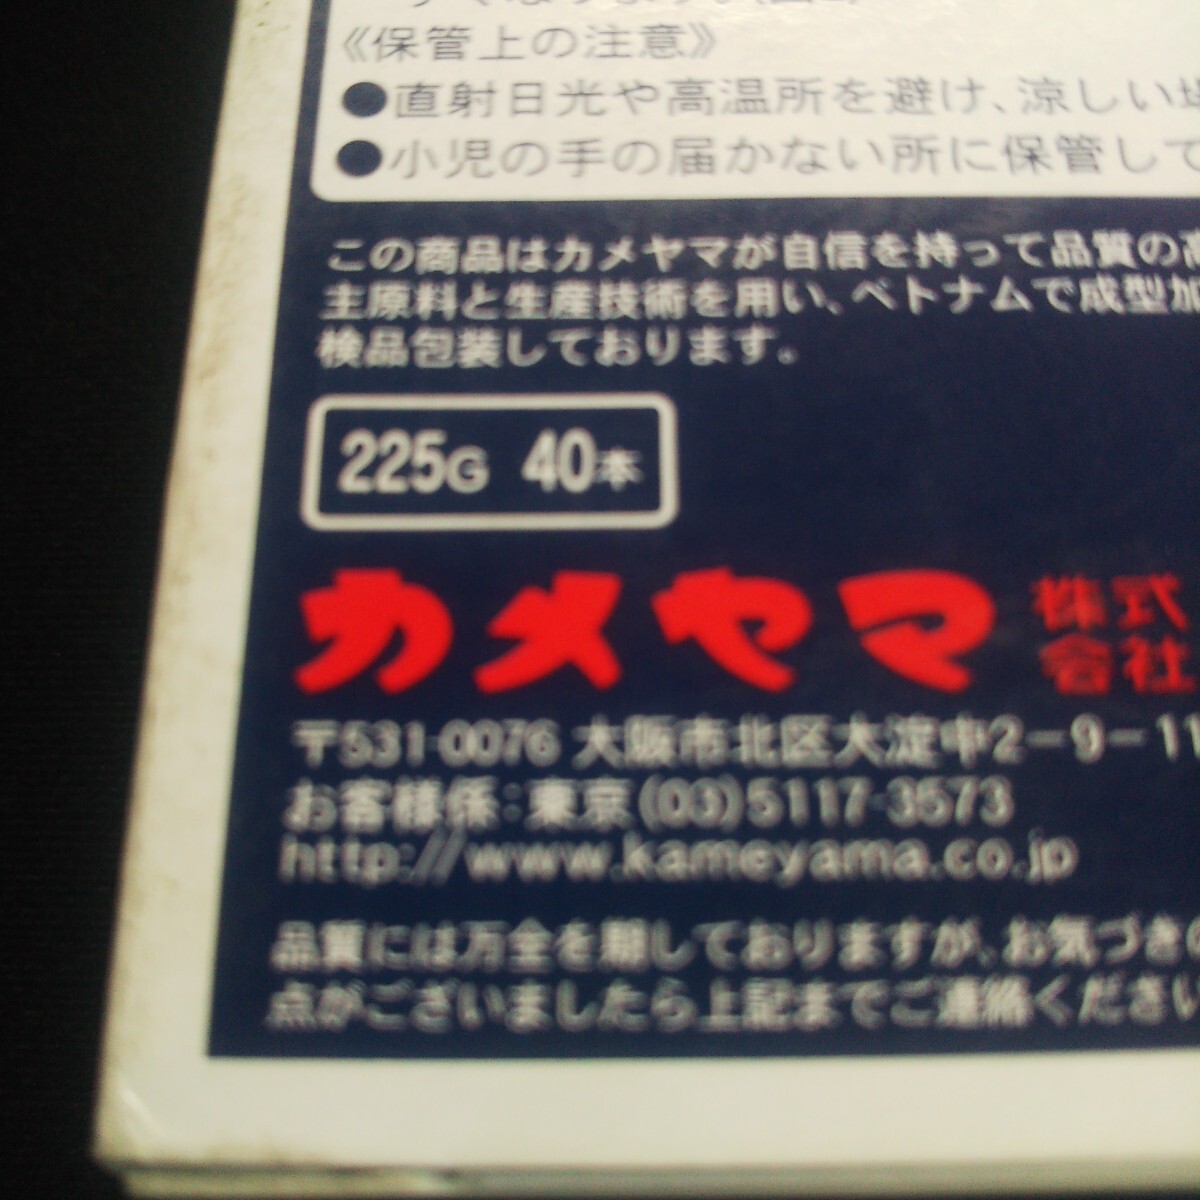 《保管上の注意》
●直射日光や高温所を避け、涼しい
●小児の手の届かない所に保管して
この商品はカメヤマが自信を持って品質の高
主原料と生産技術を用い、ベトナムで成型加
検品包装しております。
225G 40本
カメヤマ 株式会社
〒531-0076 大阪市北区大淀中2-9-11
お客様係:東京(03)5117-3573
http://www.kameyama.co.jp
品質には万全を期しておりますが、お気づきの
点がございましたら上記までご連絡ください